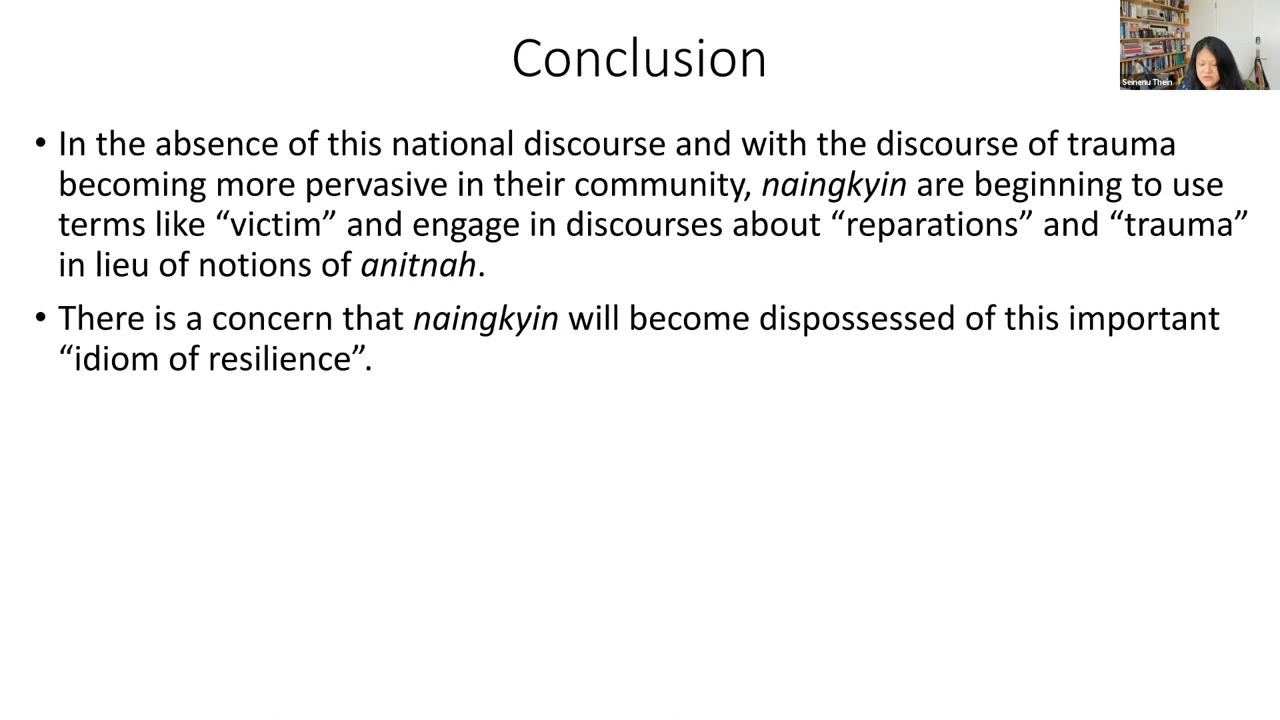 Conclusion
Seinenu Thein
• In the absence of this national discourse and with the discourse of trauma
becoming more pervasive in their community, naingkyin are beginning to use
terms like “victim” and engage in discourses about “reparations” and “trauma”
in lieu of notions of anitnah.
• There is a concern that naingkyin will become dispossessed of this important
“idiom of resilience”.